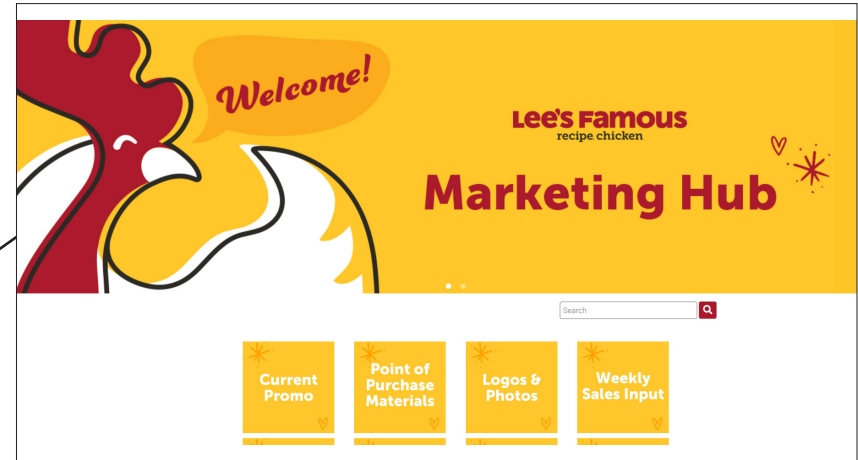 Welcome!
Lee's Famous
recipe chicken
Marketing Hub
Search
Current
Promo
Point of
Purchase
Materials
Logos &
Photos
Weekly
Sales Input